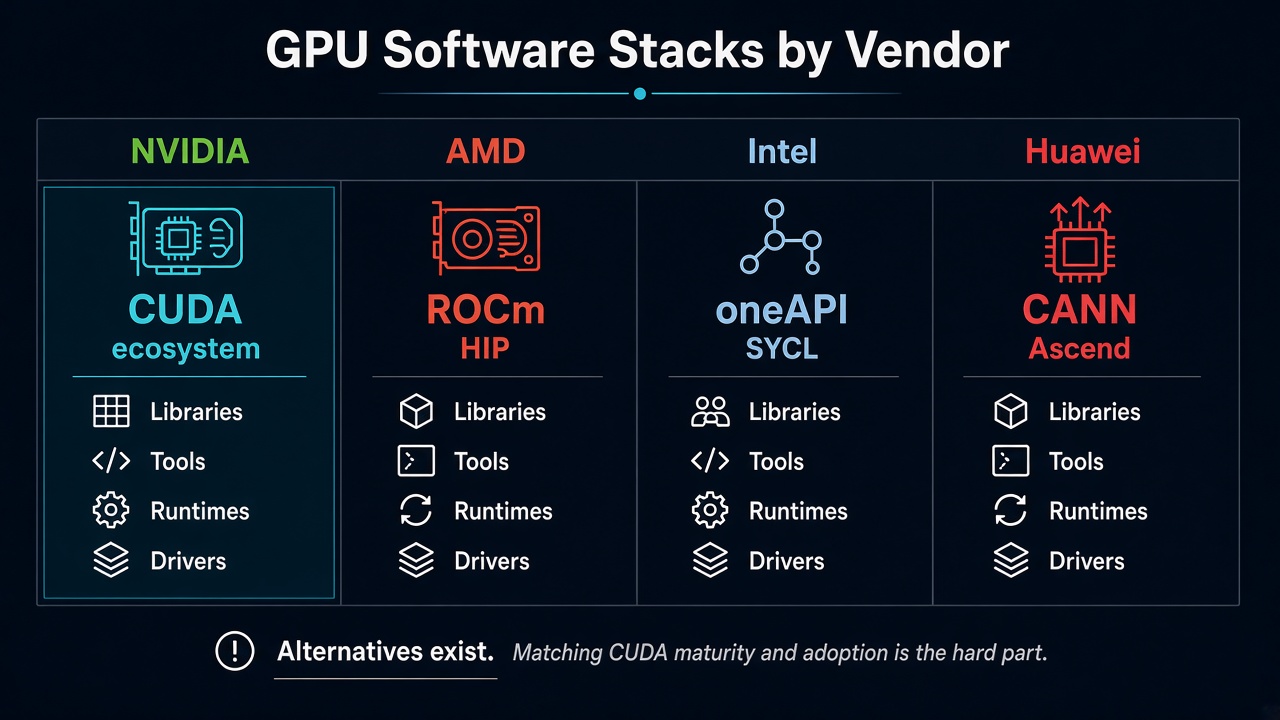 GPU Software Stacks by Vendor
NVIDIA
AMD
Intel
Huawei
CUDA
ecosystem
Libraries
Tools
Runtimes
Drivers
ROCm
HIP
Libraries
Tools
Runtimes
Drivers
oneAPI
SYCL
Libraries
Tools
Runtimes
Drivers
CANN
Ascend
Libraries
Tools
Runtimes
Drivers
Alternatives exist. Matching CUDA maturity and adoption is the hard part.